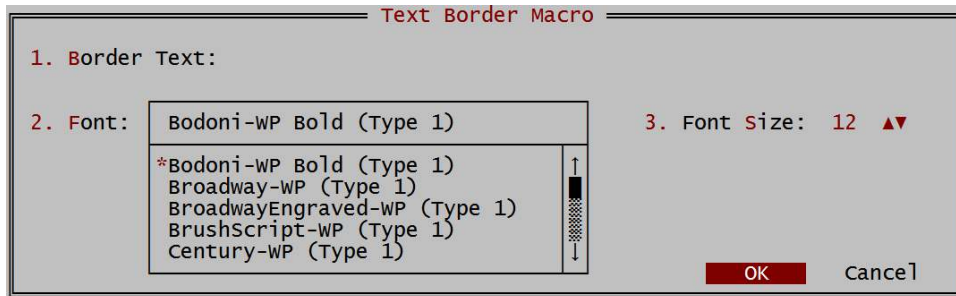 Text Border Macro
1. Border Text:
2. Font: Bodoni-WP Bold (Type 1) 3. Font Size: 12 ▲▼
*Bodoni-WP Bold (Type 1)
Broadway-WP (Type 1)
BroadwayEngraved-WP (Type 1)
BrushScript-WP (Type 1)
Century-WP (Type 1)
OK Cancel